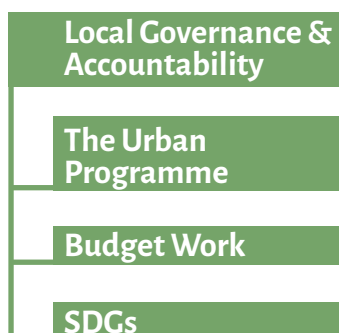 Local Governance &
Accountability
The Urban
Programme
Budget Work
SDGs